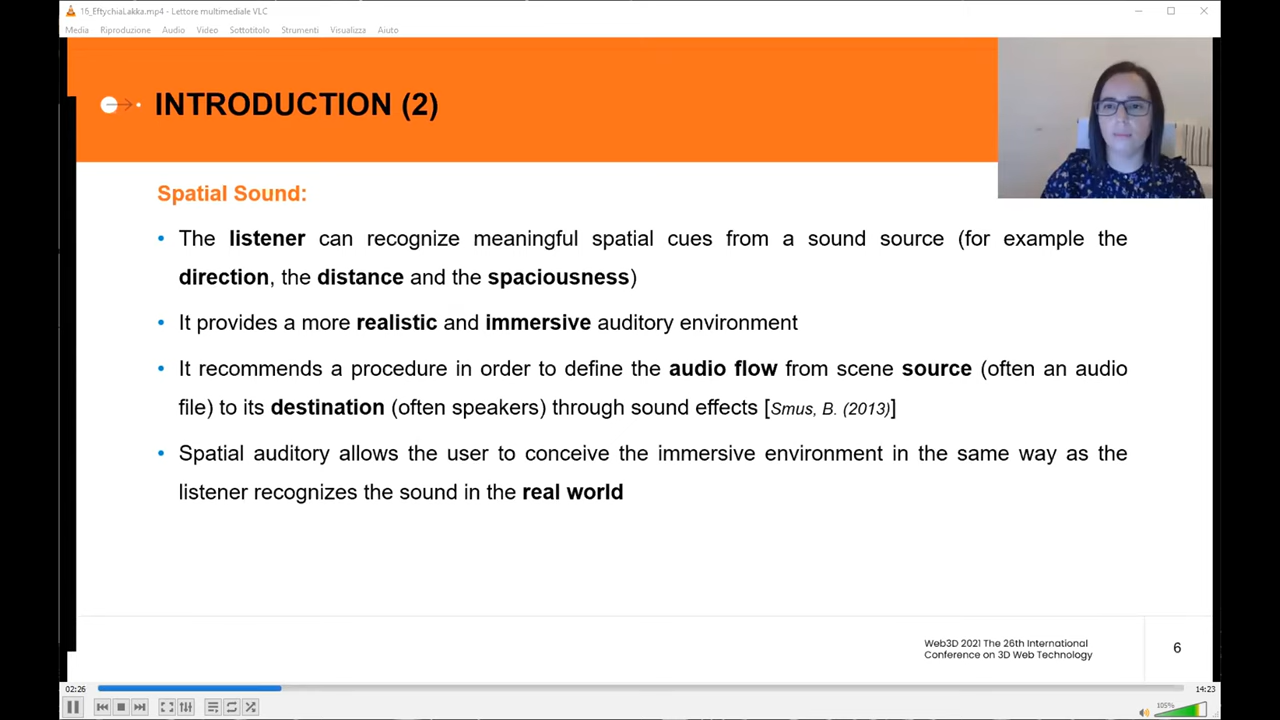 16_EftychiaLakka.mp4 - Lettore multimediale VLC
Media Riproduzione Audio Video Sottotitolo Strumenti Visualizza Aiuto
INTRODUCTION (2)
Spatial Sound:
• The listener can recognize meaningful spatial cues from a sound source (for example the
direction, the distance and the spaciousness)
• It provides a more realistic and immersive auditory environment
• It recommends a procedure in order to define the audio flow from scene source (often an audio
file) to its destination (often speakers) through sound effects [Smus, B. (2013)]
• Spatial auditory allows the user to conceive the immersive environment in the same way as the
listener recognizes the sound in the real world
Web3D 2021 The 26th International
Conference on 3D Web Technology
6
02:26
14:23
105%